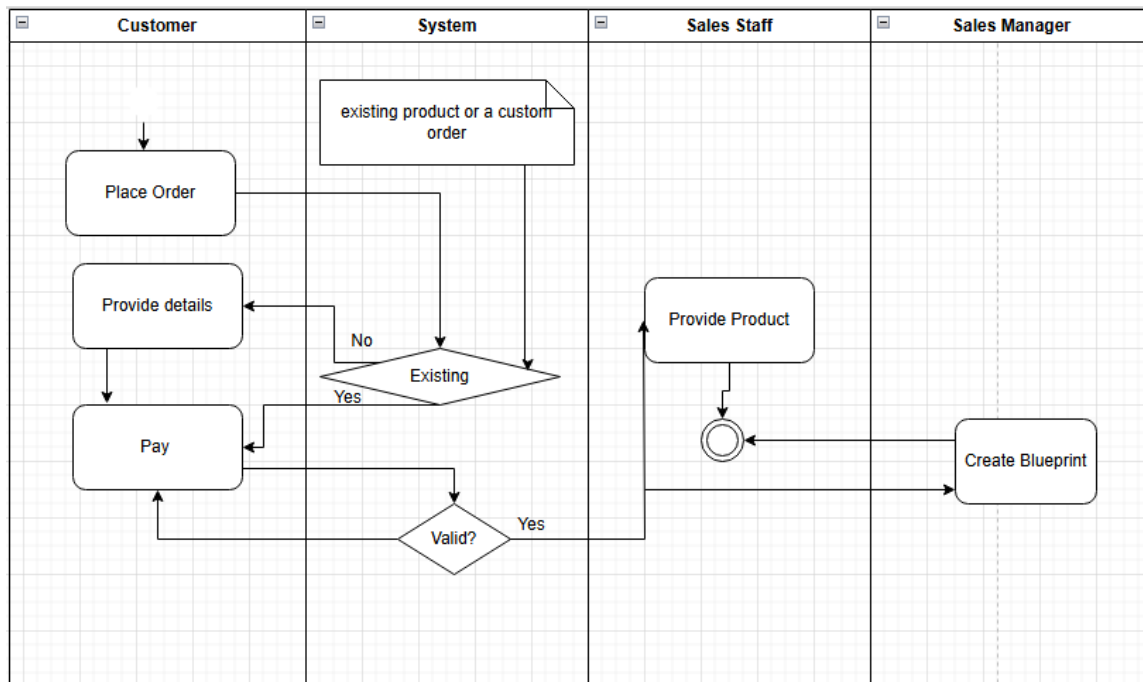 Customer
System
Sales Staff
Sales Manager
existing product or a custom
order
Place Order
Provide details
Provide Product
No
Existing
Yes
Pay
Create Blueprint
Yes
Valid?